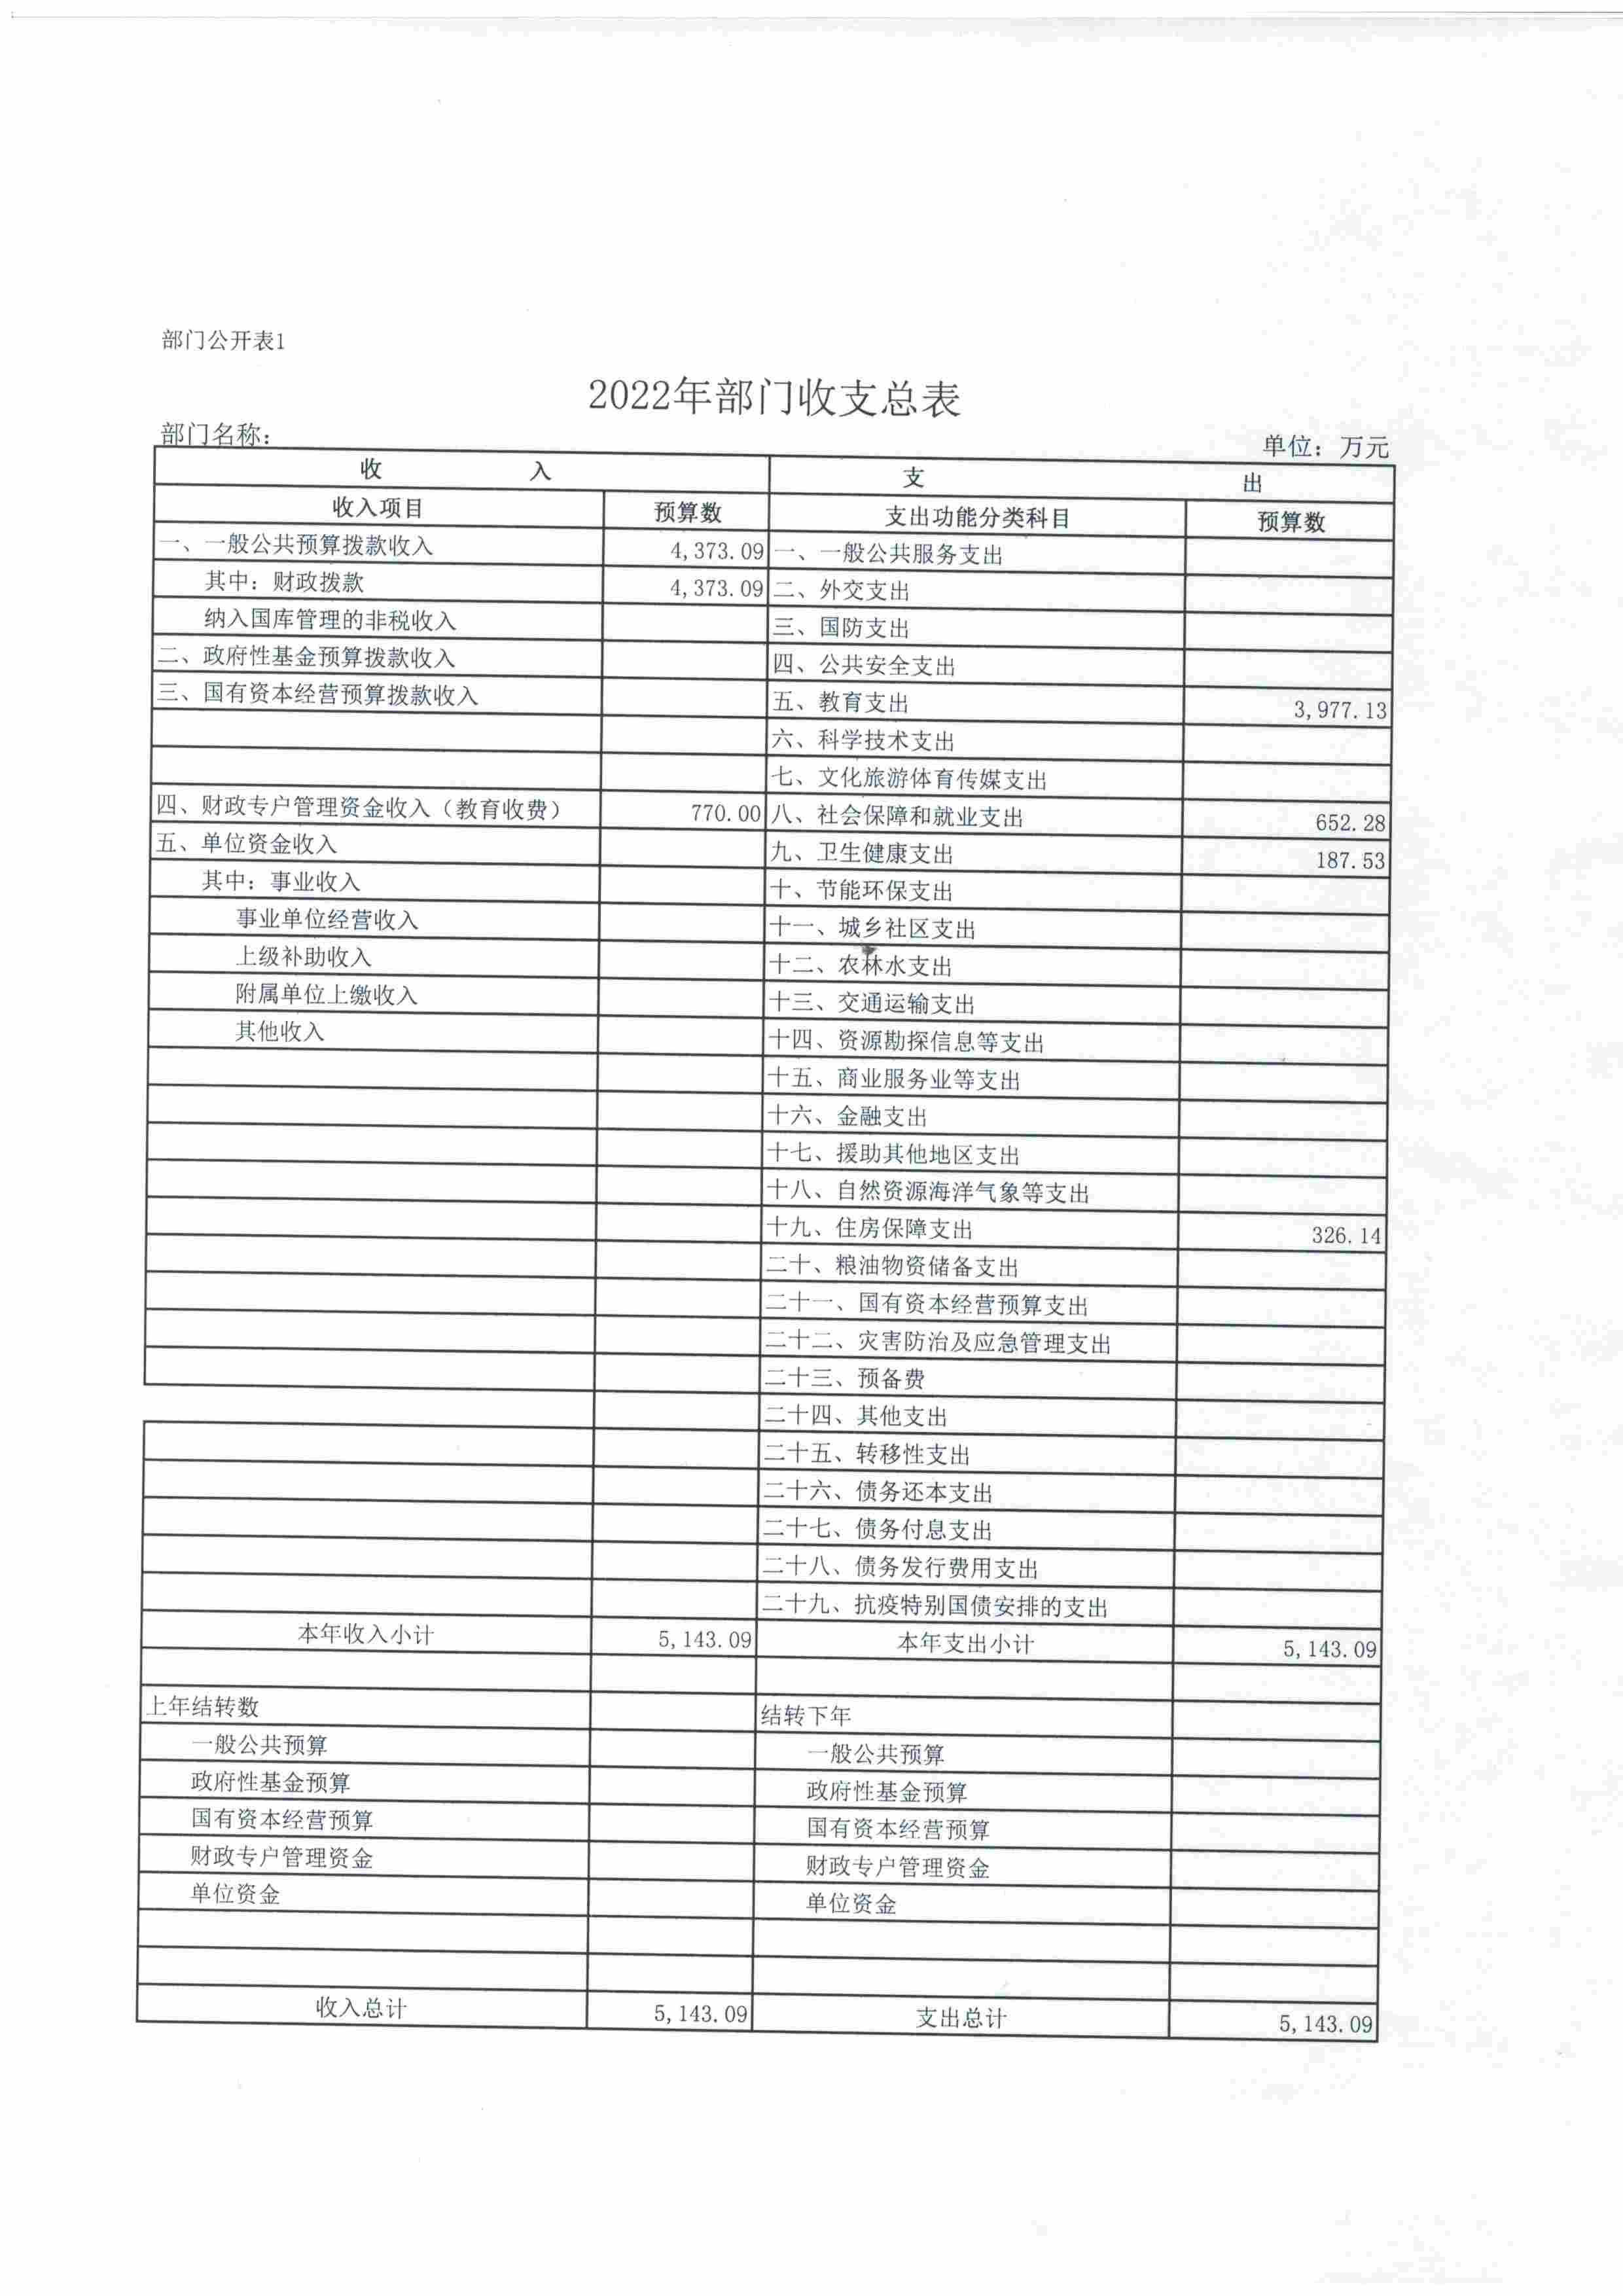 部门公开表1
2022年部门收支总表
部门名称：
单位：万元
收 入 支 出
收入项目 预算数 支出功能分类科目 预算数
一、一般公共预算拨款收入 4,373.09 一、一般公共服务支出
其中：财政拨款 4,373.09 二、外交支出
纳入国库管理的非税收入 三、国防支出
二、政府性基金预算拨款收入 四、公共安全支出
三、国有资本经营预算拨款收入 五、教育支出 3,977.13
六、科学技术支出
七、文化旅游体育传媒支出
四、财政专户管理资金收入（教育收费） 770.00 八、社会保障和就业支出 652.28
五、单位资金收入 九、卫生健康支出 187.53
其中：事业收入 十、节能环保支出
事业单位经营收入 十一、城乡社区支出
上级补助收入 十二、农林水支出
附属单位上缴收入 十三、交通运输支出
其他收入 十四、资源勘探信息等支出
十五、商业服务业等支出
十六、金融支出
十七、援助其他地区支出
十八、自然资源海洋气象等支出
十九、住房保障支出 326.14
二十、粮油物资储备支出
二十一、国有资本经营预算支出
二十二、灾害防治及应急管理支出
二十三、预备费
二十四、其他支出
二十五、转移性支出
二十六、债务还本支出
二十七、债务付息支出
二十八、债务发行费用支出
二十九、抗疫特别国债安排的支出
本年收入小计 5,143.09 本年支出小计 5,143.09
上年结转数 结转下年
一般公共预算 一般公共预算
政府性基金预算 政府性基金预算
国有资本经营预算 国有资本经营预算
财政专户管理资金 财政专户管理资金
单位资金 单位资金
收入总计 5,143.09 支出总计 5,143.09